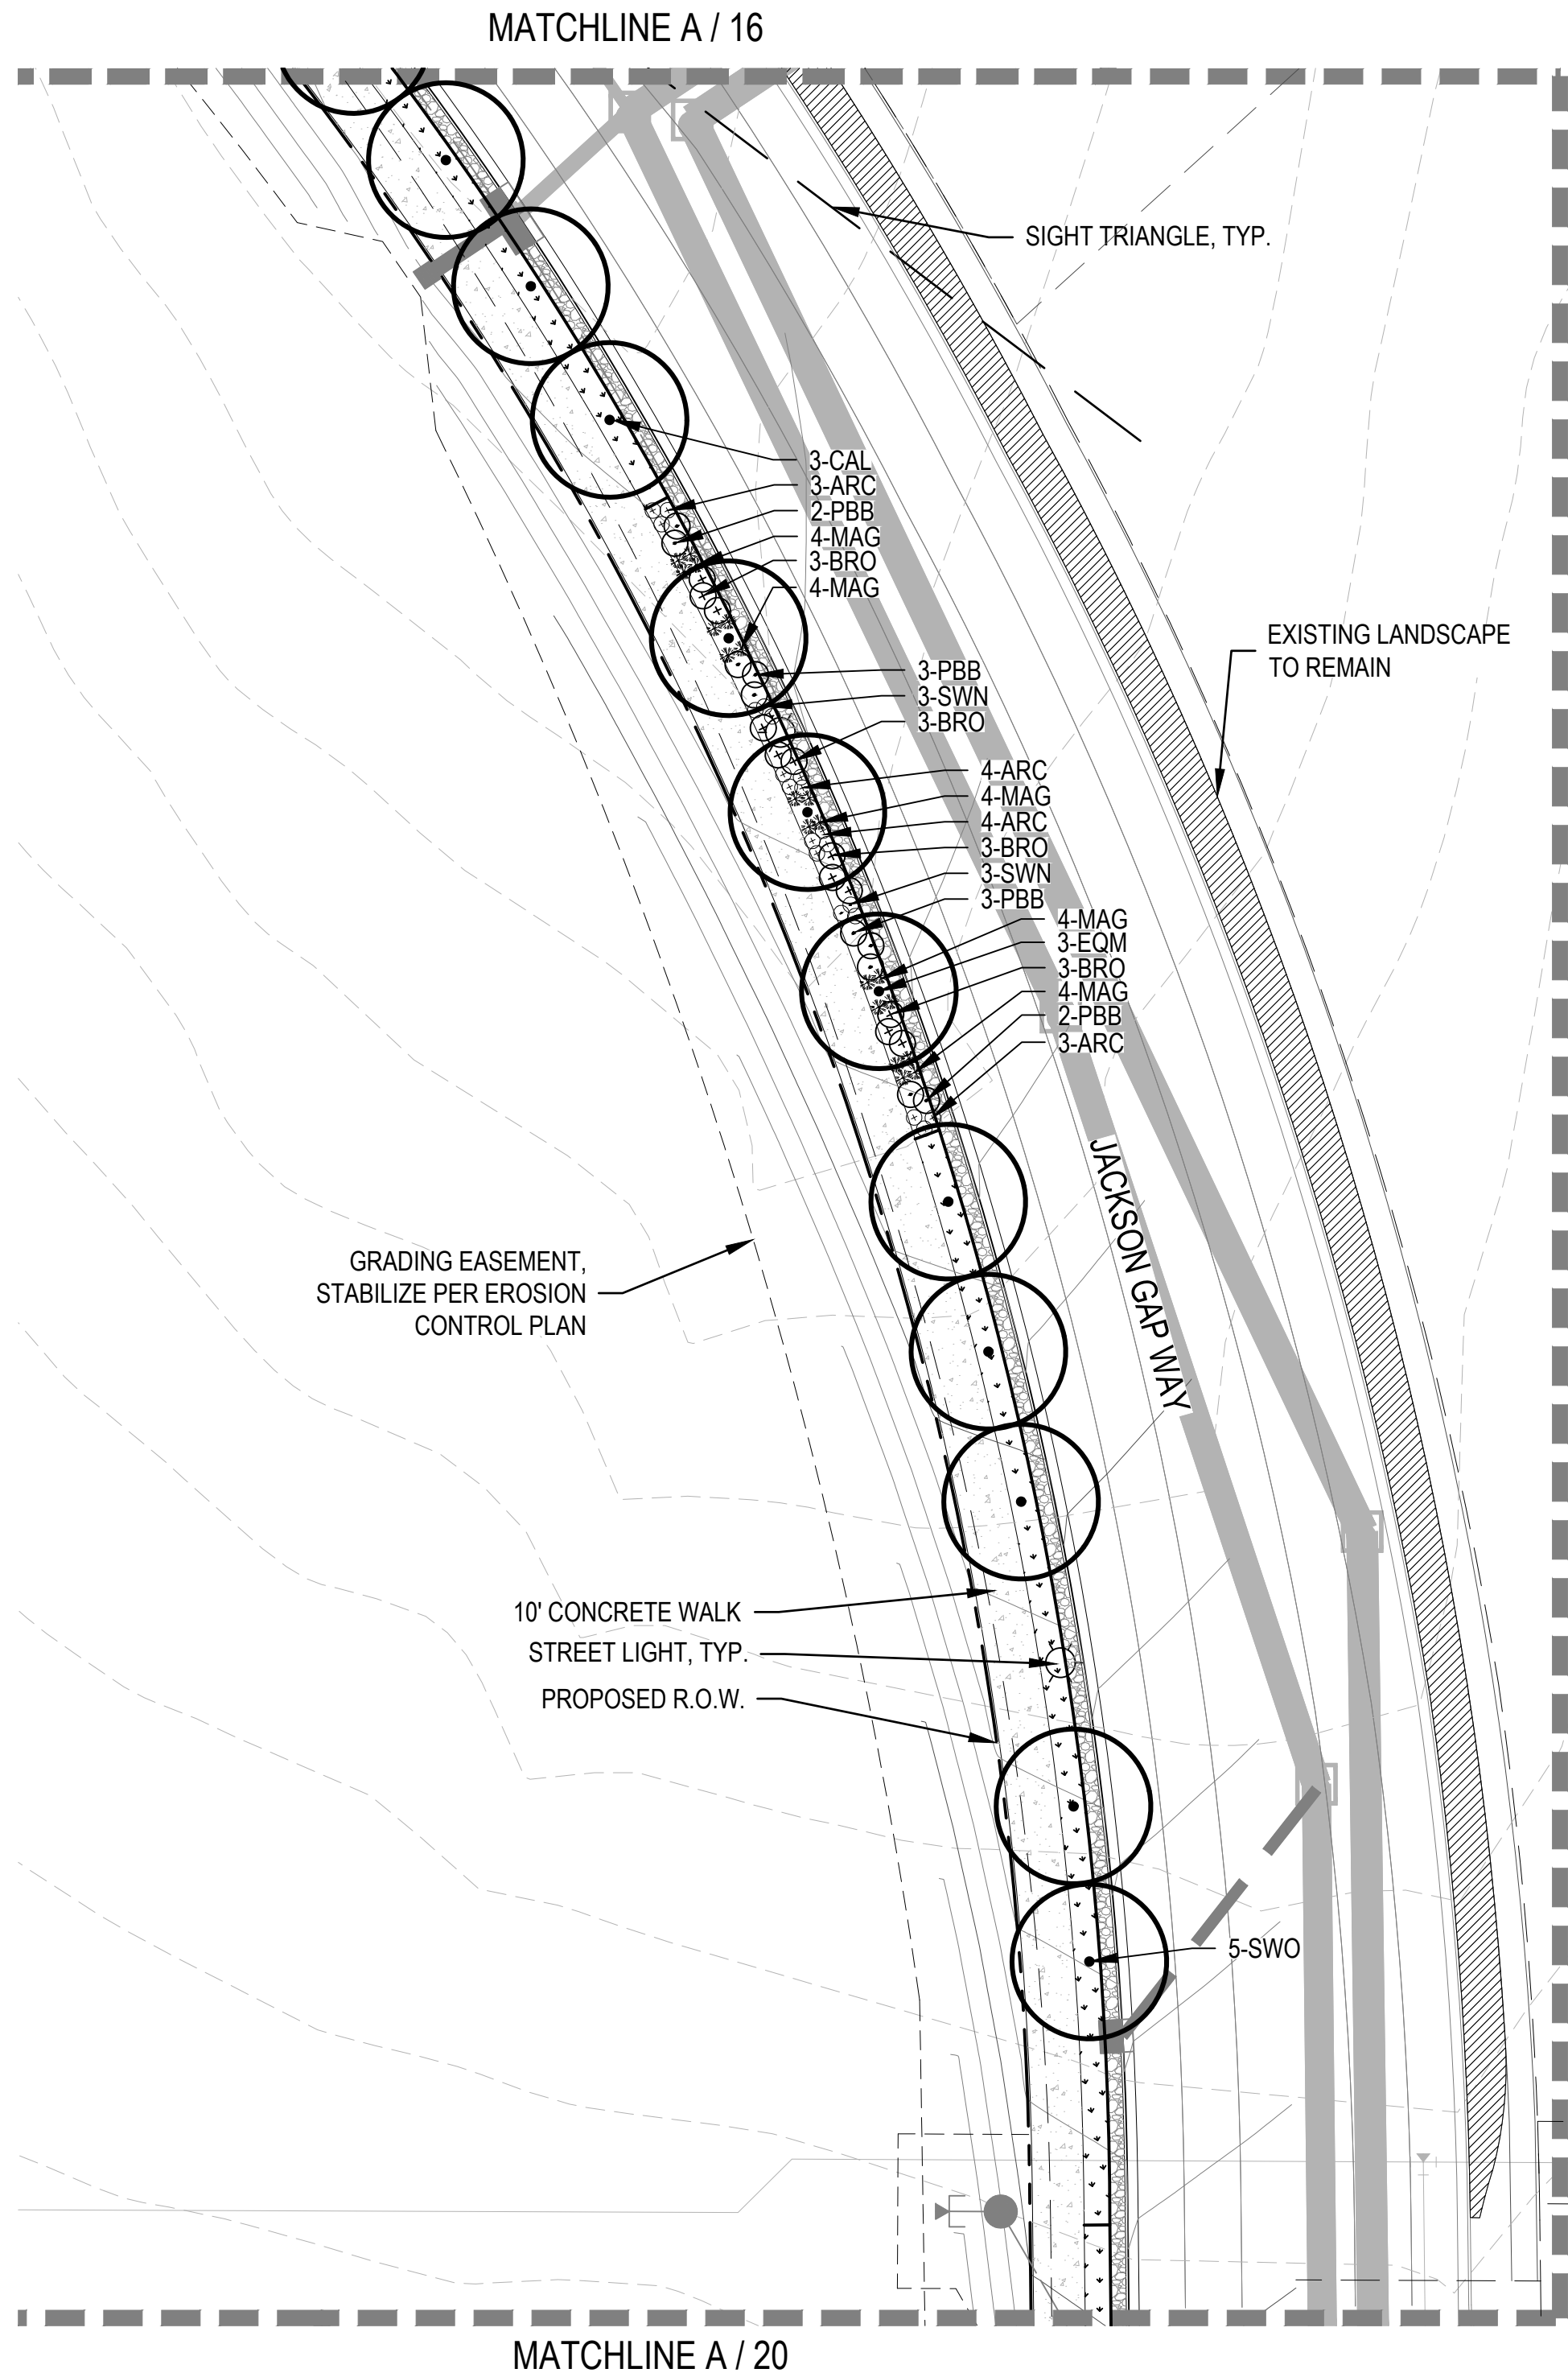 MATCHLINE A / 16
SIGHT TRIANGLE, TYP.
3-CAL
3-ARC
2-PBB
4-MAG
3-BRO
4-MAG
EXISTING LANDSCAPE
TO REMAIN
3-PBB
3-SWN
3-BRO
4-ARC
4-MAG
4-ARC
3-BRO
3-SWN
3-PBB
4-MAG
3-EQM
3-BRO
4-MAG
2-PBB
3-ARC
JACKSON GAP WAY
GRADING EASEMENT,
STABILIZE PER EROSION
CONTROL PLAN
10' CONCRETE WALK
STREET LIGHT, TYP.
PROPOSED R.O.W.
5-SWO
MATCHLINE A / 20